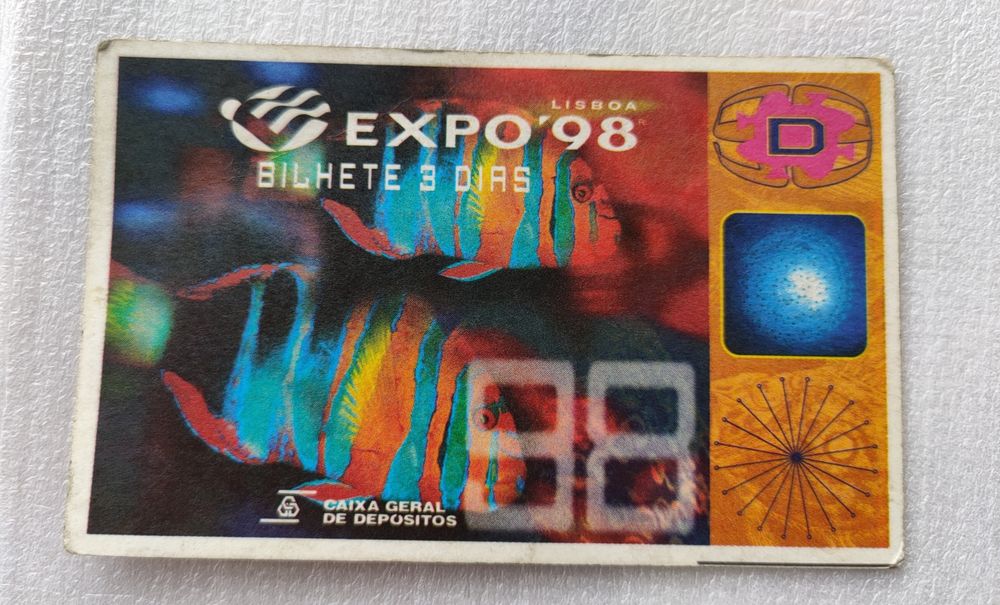 LISBOA
EXPO'98
BILHETE 3 DIAS
D
98
CAIXA GERAL
DE DEPÓSITOS